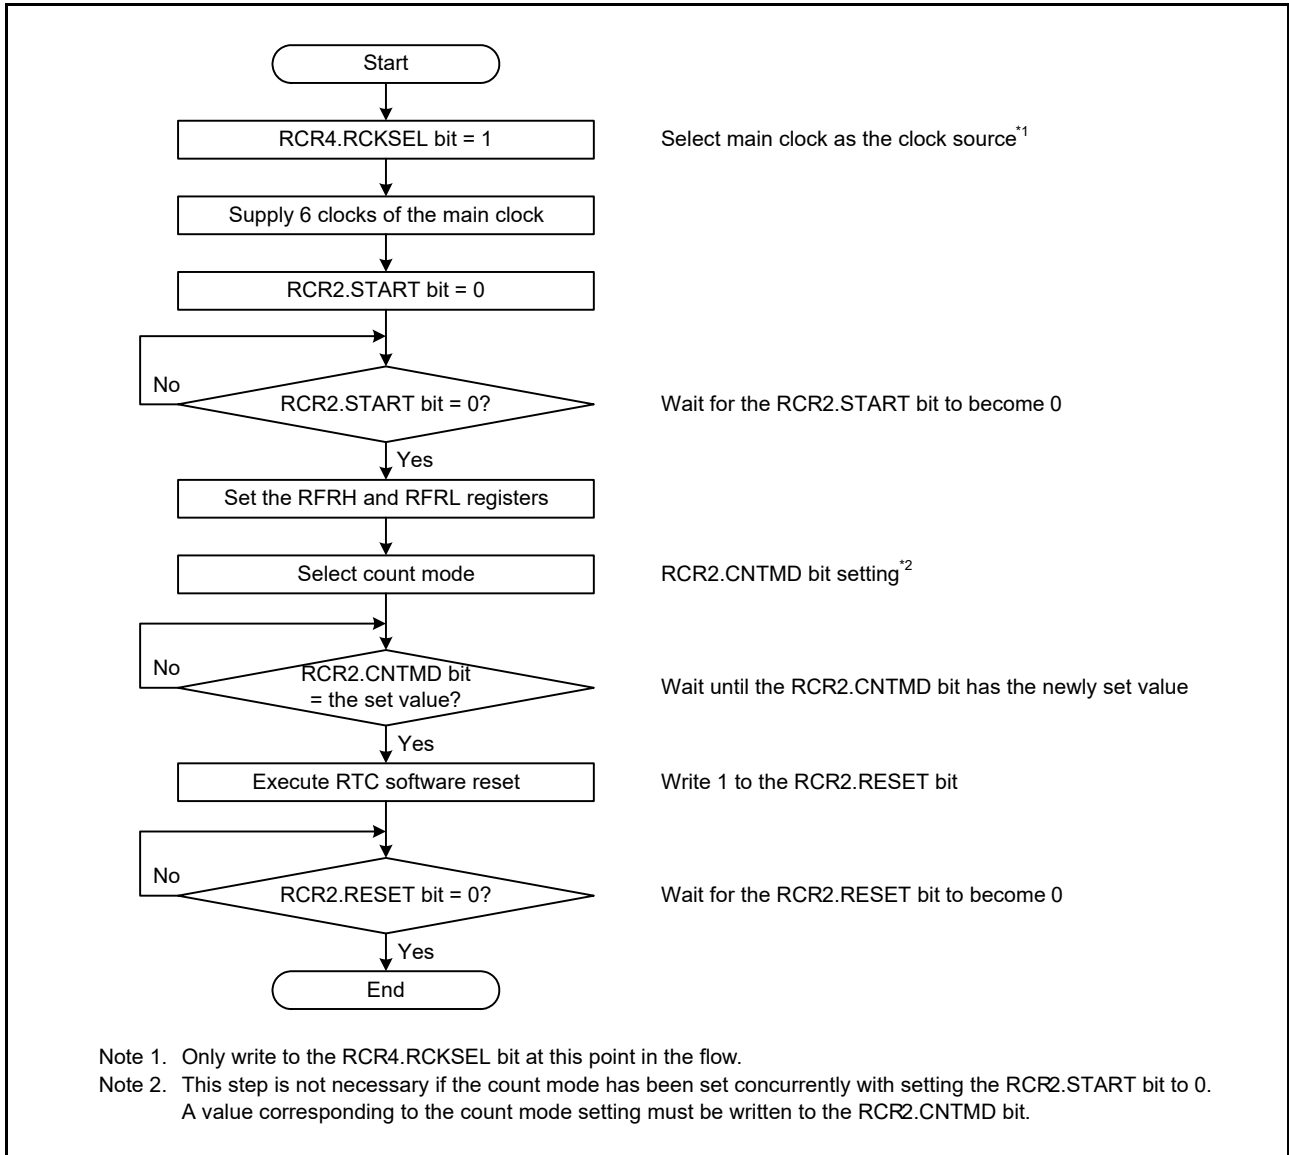 Start
RCR4.RCKSEL bit = 1
Select main clock as the clock source*1
Supply 6 clocks of the main clock
RCR2.START bit = 0
No
RCR2.START bit = 0?
Wait for the RCR2.START bit to become 0
Yes
Set the RFRH and RFRL registers
Select count mode
RCR2.CNTMD bit setting*2
No
RCR2.CNTMD bit
= the set value?
Wait until the RCR2.CNTMD bit has the newly set value
Yes
Execute RTC software reset
Write 1 to the RCR2.RESET bit
No
RCR2.RESET bit = 0?
Wait for the RCR2.RESET bit to become 0
Yes
End
Note 1. Only write to the RCR4.RCKSEL bit at this point in the flow.
Note 2. This step is not necessary if the count mode has been set concurrently with setting the RCR2.START bit to 0.
A value corresponding to the count mode setting must be written to the RCR2.CNTMD bit.